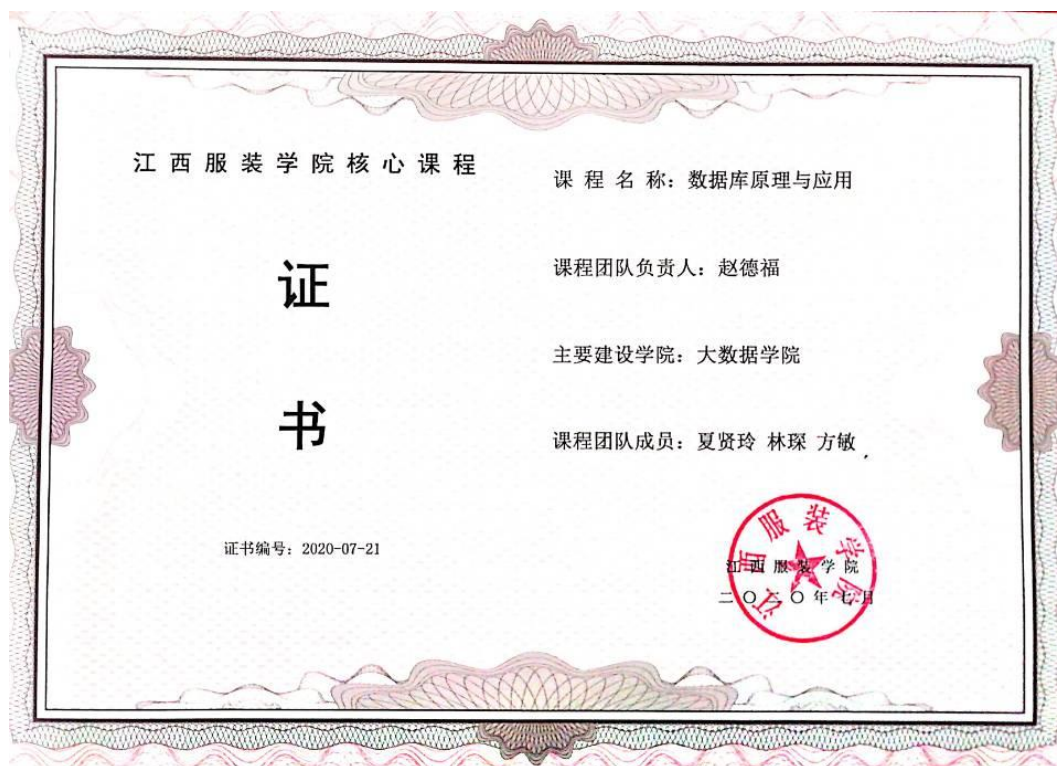 江西服装学院核心课程
证
书
证书编号：2020-07-21
课程名称：数据库原理与应用
课程团队负责人：赵德福
主要建设学院：大数据学院
课程团队成员：夏贤玲 林琛 方敏
江西服装学院
江西服装学院
二〇二〇年七月